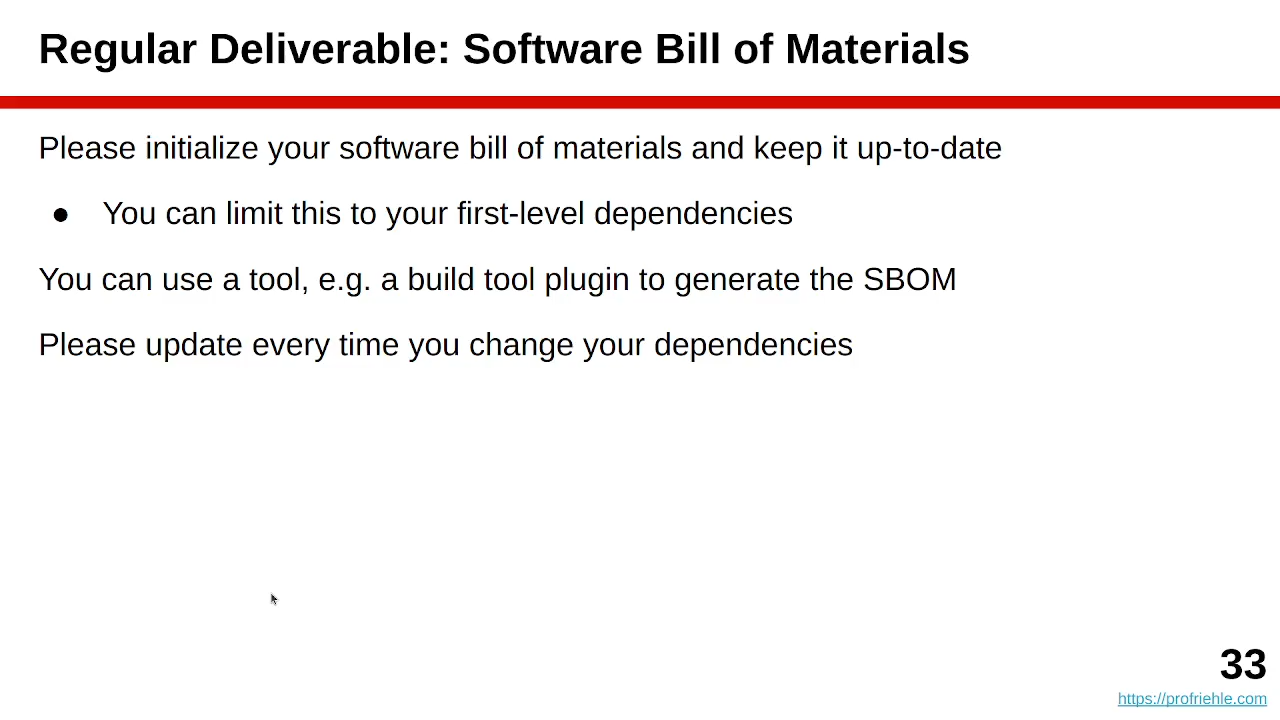 Regular Deliverable: Software Bill of Materials
Please initialize your software bill of materials and keep it up-to-date
● You can limit this to your first-level dependencies
You can use a tool, e.g. a build tool plugin to generate the SBOM
Please update every time you change your dependencies
33
https://profriehle.com